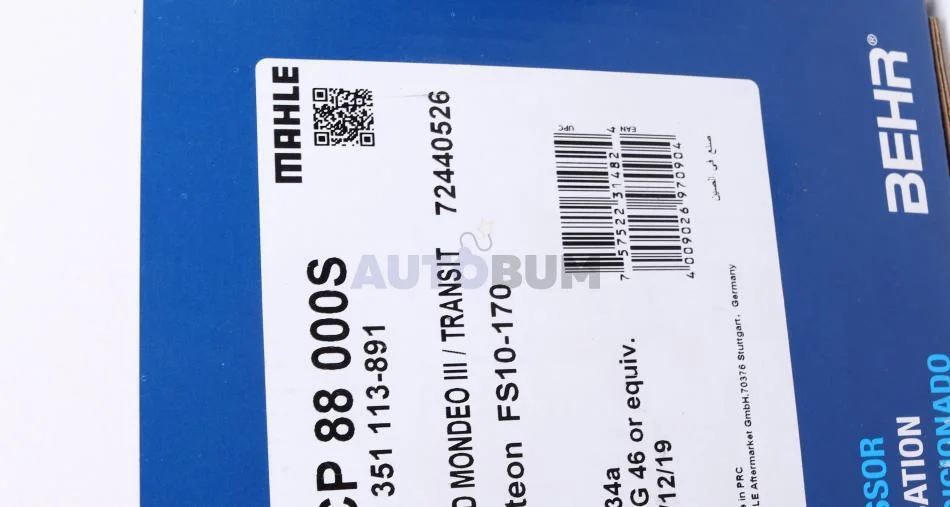 MAHLE
CP 88 000S
351 113-891
MONDEO III / TRANSIT 72440526
teon FS10-170
34a
G 46 or equiv.
/12/19
UPC
7 57522 31482 4
EAN
4 009026 970904
صنع في الصين
in PRC
LE Aftermarket GmbH.70376 Stuttgart, Germany
BEHR®
SSOR
ATION
CIONADO
AUTOBUM